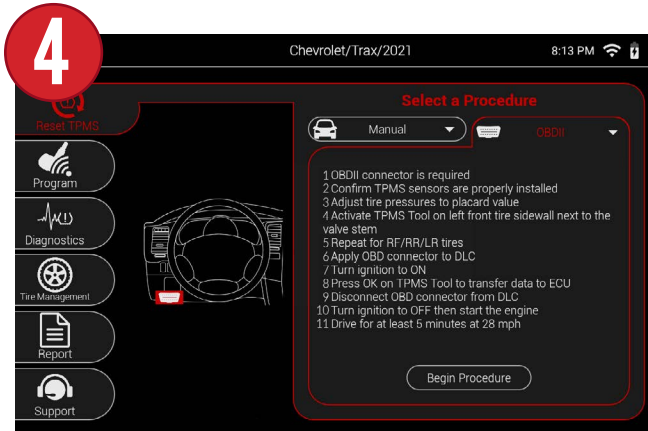 4
Chevrolet/Trax/2021
8:13 PM
Reset TPMS
Program
Diagnostics
Tire Management
Report
Support
Select a Procedure
Manual
OBDII
1 OBDII connector is required
2 Confirm TPMS sensors are properly installed
3 Adjust tire pressures to placard value
4 Activate TPMS Tool on left front tire sidewall next to the
valve stem
5 Repeat for RF/RR/LR tires
6 Apply OBD connector to DLC
7 Turn ignition to ON
8 Press OK on TPMS Tool to transfer data to ECU
9 Disconnect OBD connector from DLC
10 Turn ignition to OFF then start the engine
11 Drive for at least 5 minutes at 28 mph
Begin Procedure